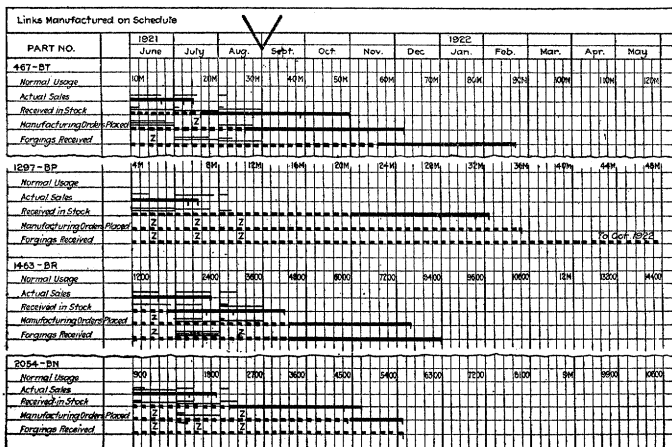 Links Manufactured on Schedule
PART NO. 1921 1922
June July Aug. Sept. Oct. Nov. Dec Jan. Feb. Mar. Apr. May
467-BT
Normal Usage 10M 20M 30M 40M 50M 60M 70M 80M 90M 100M 110M 120M
Actual Sales
Received in Stock
Manufacturing Orders Placed Z
Forgings Received Z Z
1297-BP 4M 8M 12M 16M 20M 24M 28M 32M 36M 40M 44M 48M
Normal Usage
Actual Sales
Received in Stock
Manufacturing Orders Placed Z Z Z
Forgings Received Z Z Z To Oct. 1922
1463-BR
Normal Usage 1200 2400 3600 4800 6000 7200 8400 9600 10800 12M 13200 14400
Actual Sales
Received in Stock
Manufacturing Orders Placed Z Z
Forgings Received Z Z
2054-BN
Normal Usage 900 1800 2700 3600 4500 5400 6300 7200 8100 9M 9900 10800
Actual Sales
Received in Stock
Manufacturing Orders Placed Z Z
Forgings Received Z Z Z